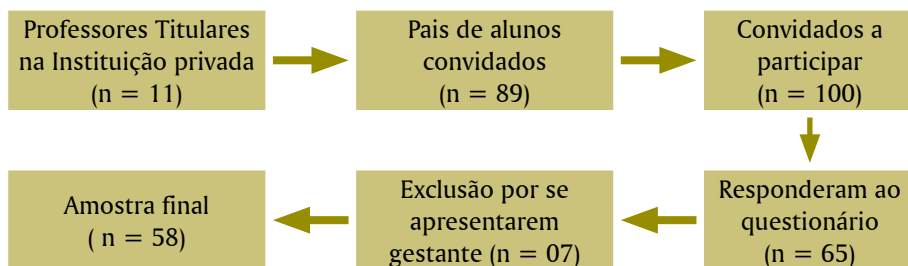 Professores Titulares
na Instituição privada
(n = 11)
Pais de alunos
convidados
(n = 89)
Convidados a
participar
(n = 100)
Responderam ao
questionário
(n = 65)
Exclusão por se
apresentarem
gestante (n = 07)
Amostra final
( n = 58)